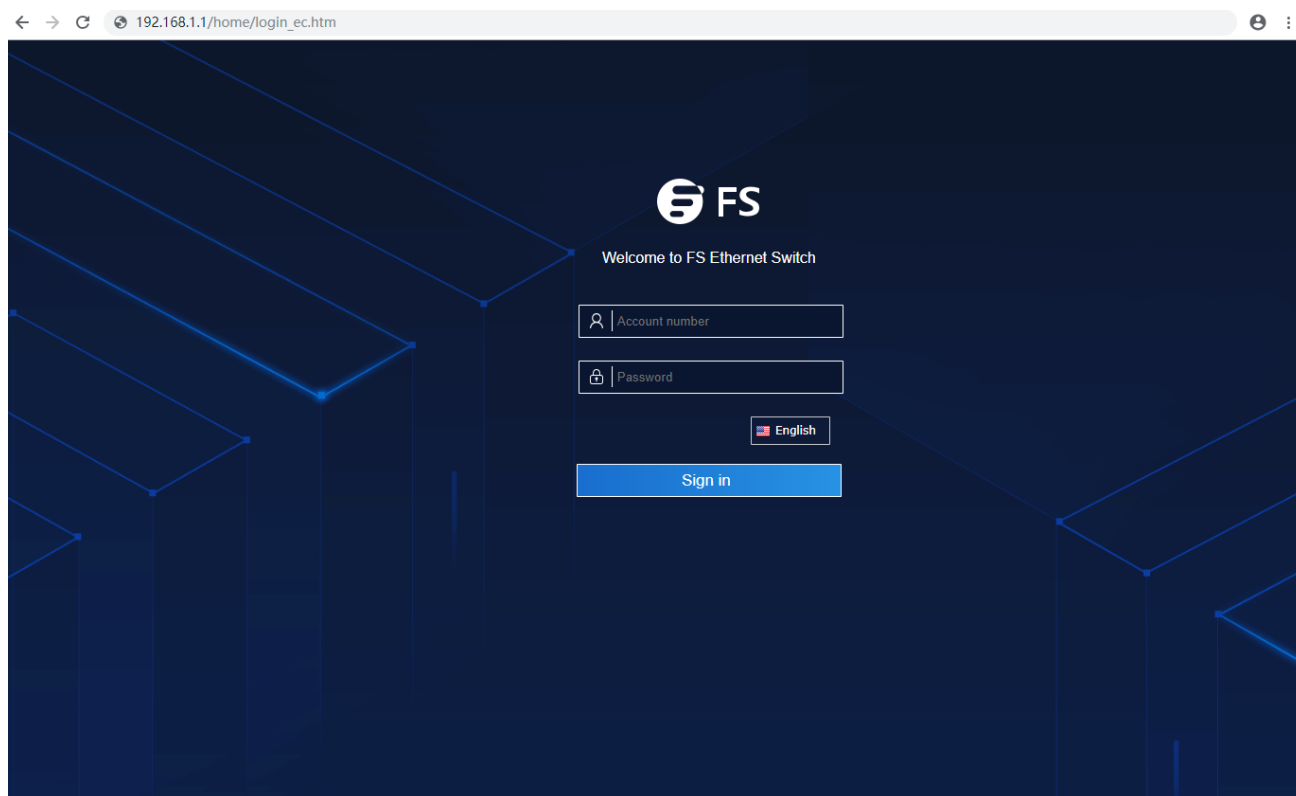 192.168.1.1/home/login_ec.htm
FS
Welcome to FS Ethernet Switch
Account number
Password
English
Sign in